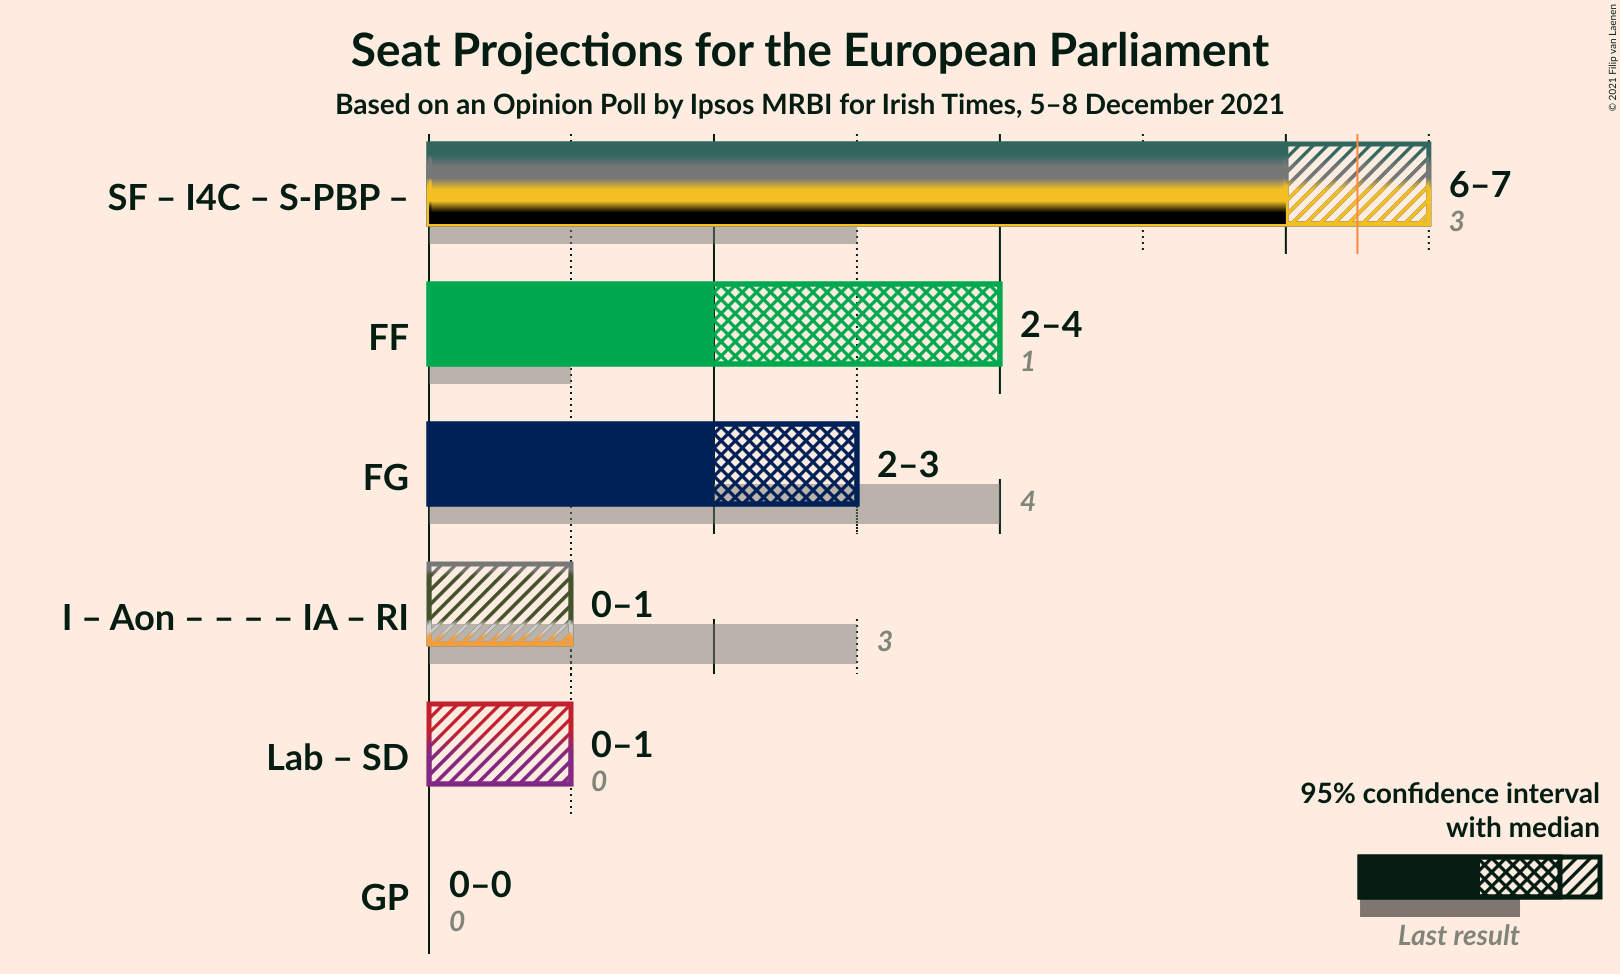 Seat Projections for the European Parliament
Based on an Opinion Poll by Ipsos MRBI for Irish Times, 5–8 December 2021
© 2021 Filip van Laenen
SF – I4C – S-PBP –
6–7
3
FF
2–4
1
FG
2–3
4
I – Aon – – – – IA – RI
0–1
3
Lab – SD
0–1
0
GP
0–0
0
95% confidence interval
with median
Last result